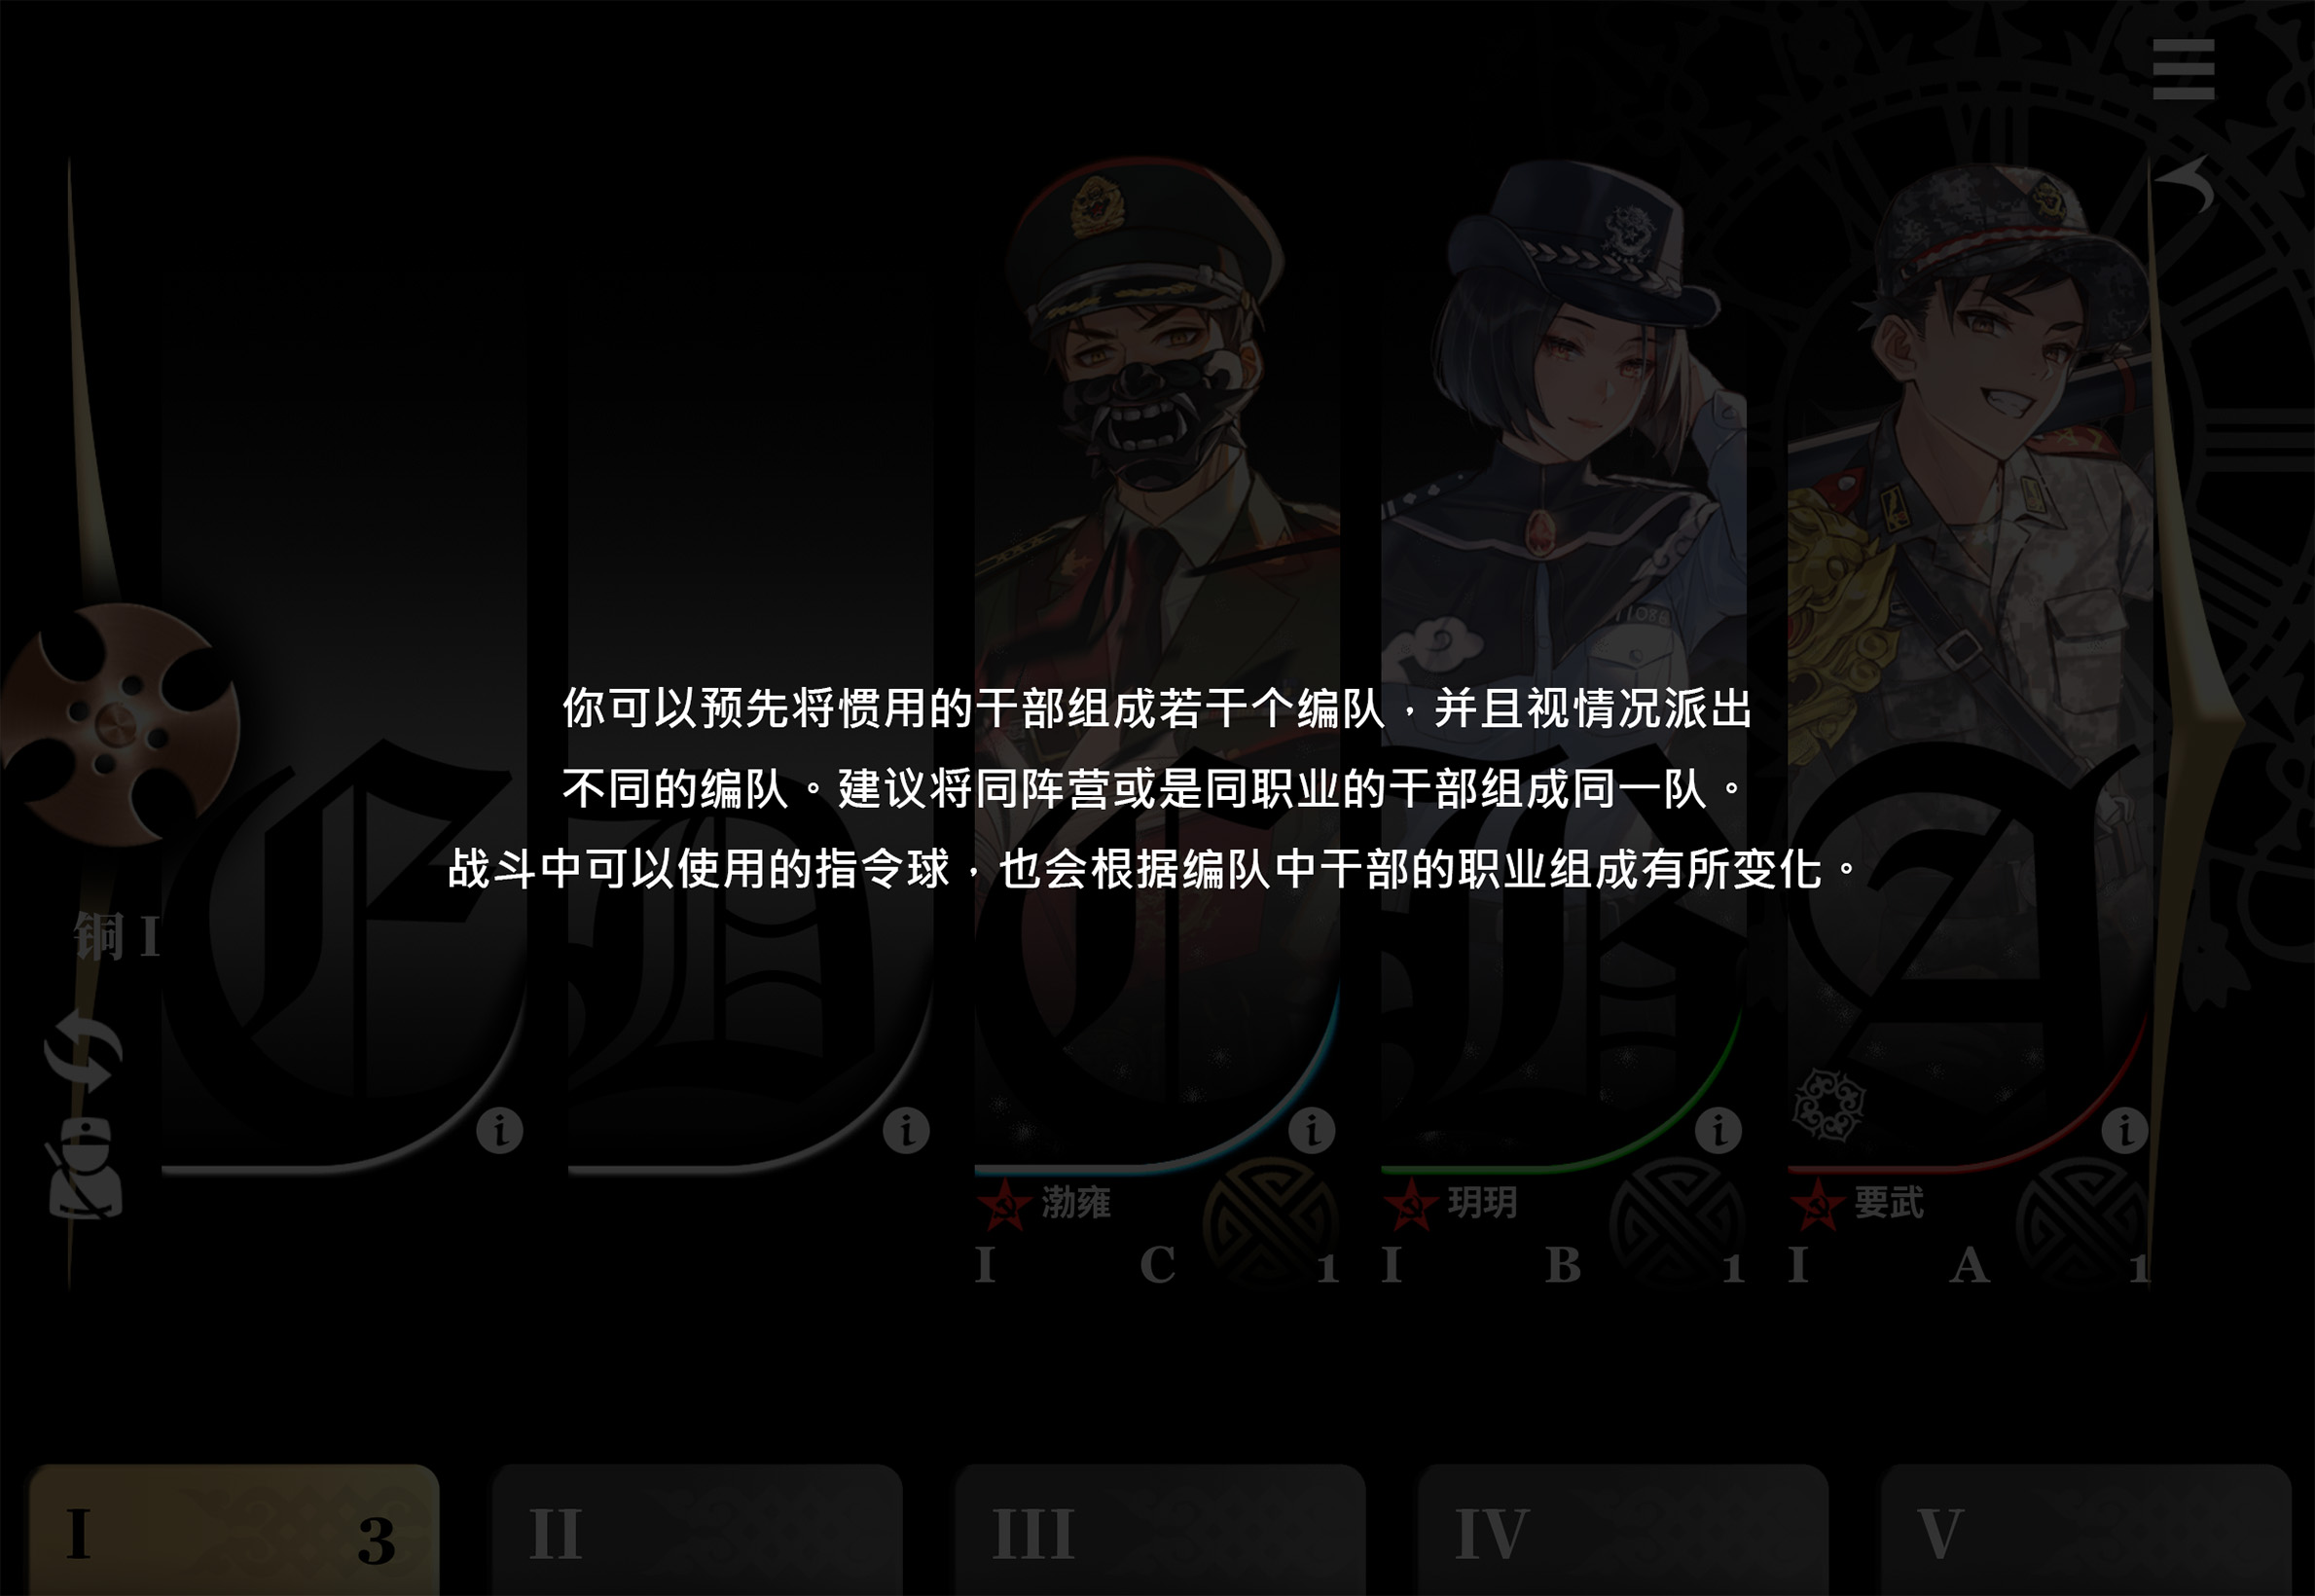 你可以预先将惯用的干部组成若干个编队，并且视情况派出
不同的编队。建议将同阵营或是同职业的干部组成同一队。
战斗中可以使用的指令球，也会根据编队中干部的职业组成有所变化。
铜 I
E D C B A
渤雍
I C 1
玥玥
I B 1
要武
I A 1
I 3
II
III
IV
V